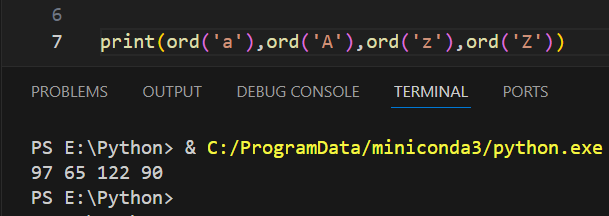 6
7 print(ord('a'),ord('A'),ord('z'),ord('Z'))
PROBLEMS OUTPUT DEBUG CONSOLE TERMINAL PORTS
PS E:\Python> & C:/ProgramData/miniconda3/python.exe
97 65 122 90
PS E:\Python>